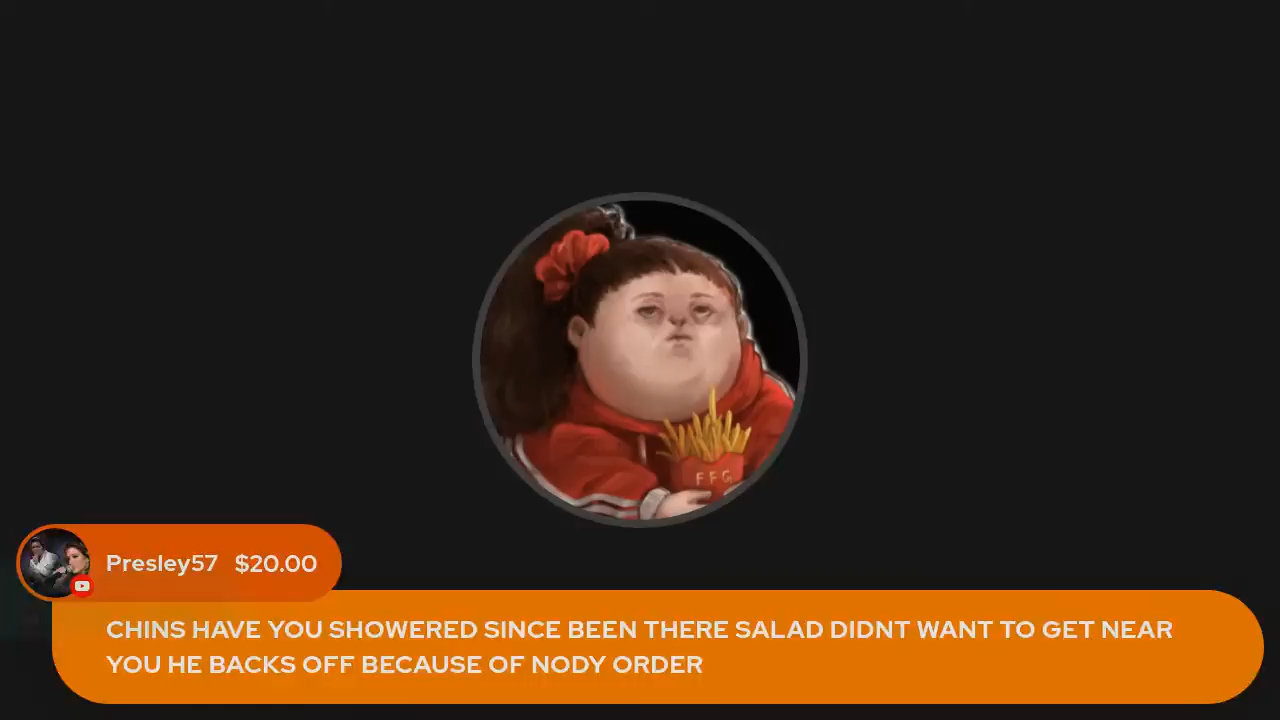 FFG
Presley57 $20.00
CHINS HAVE YOU SHOWERED SINCE BEEN THERE SALAD DIDNT WANT TO GET NEAR
YOU HE BACKS OFF BECAUSE OF NODY ORDER